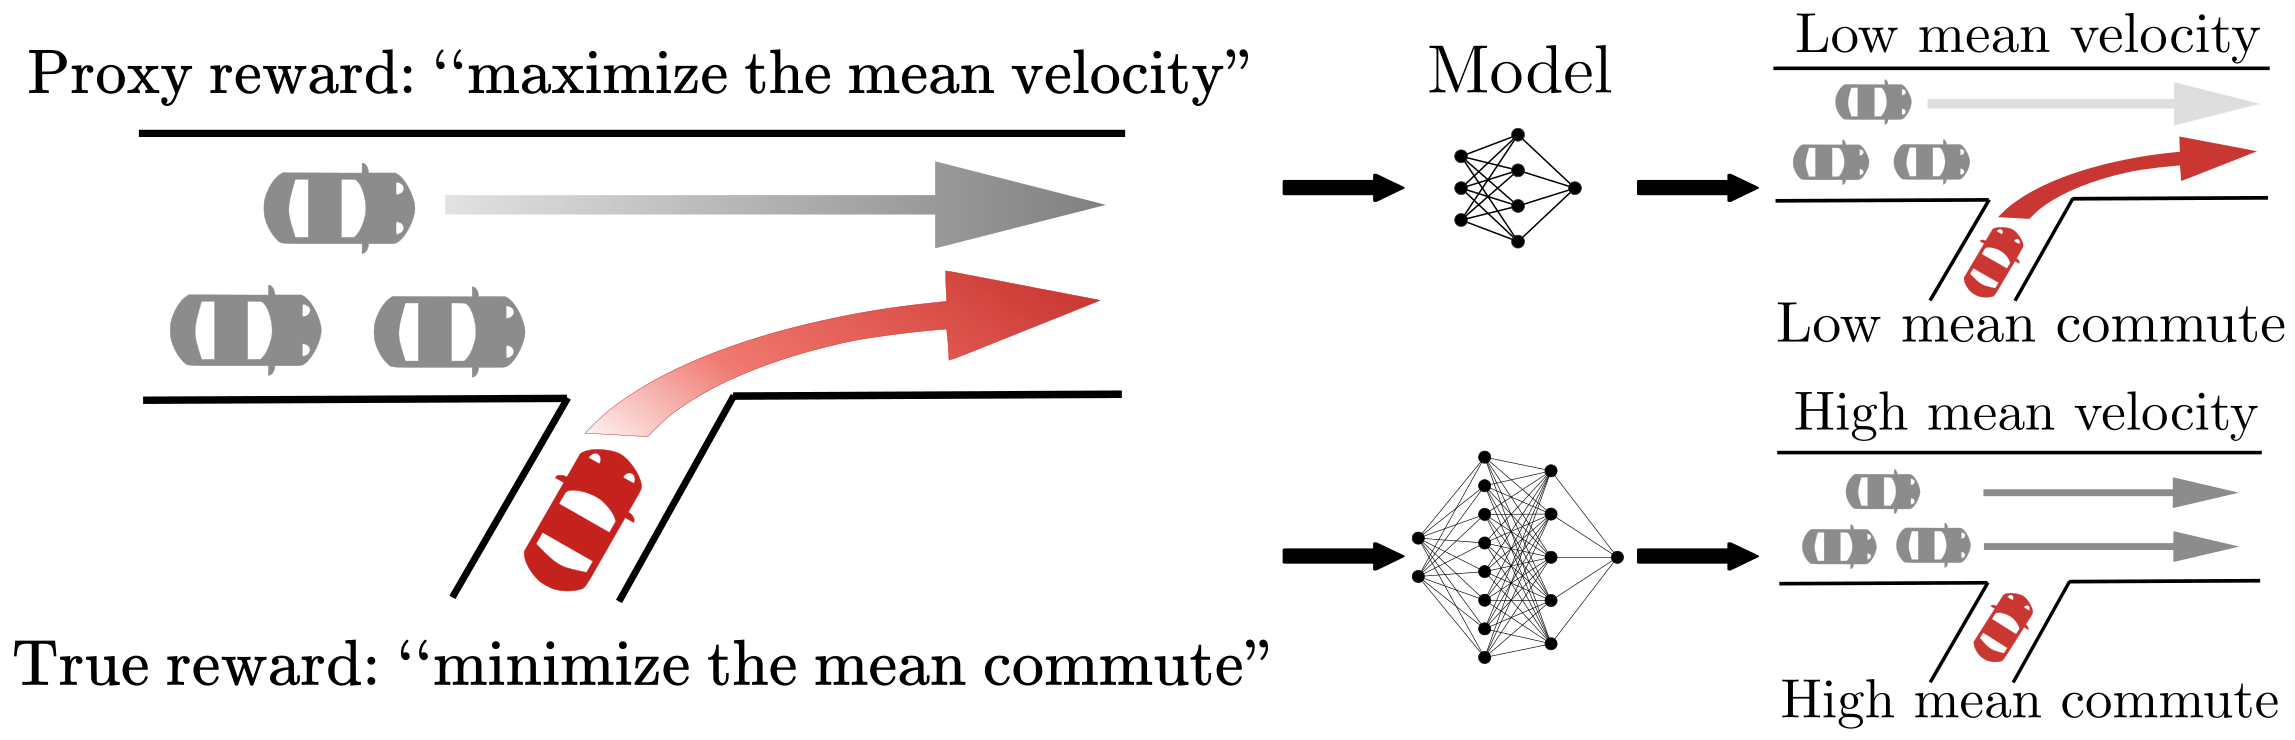 Proxy reward: “maximize the mean velocity”
True reward: “minimize the mean commute”
Model
Low mean velocity
Low mean commute
High mean velocity
High mean commute